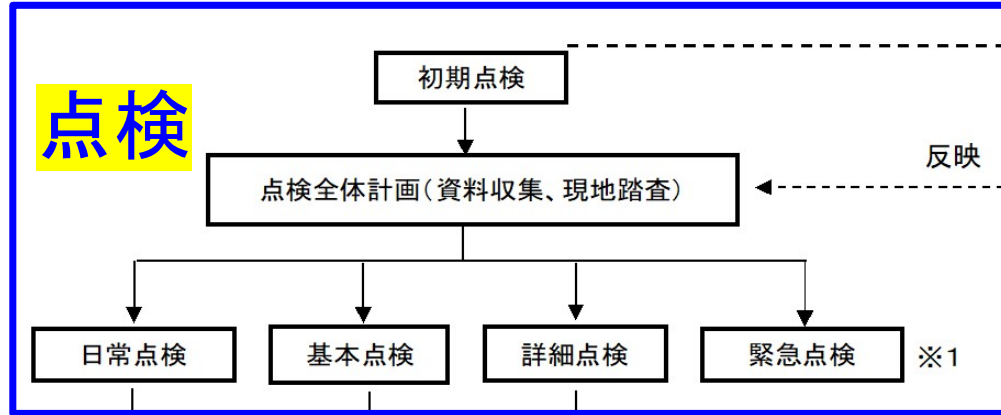 初期点検
点検
反映
点検全体計画(資料収集、現地踏査)
日常点検 基本点検 詳細点検 緊急点検 ※1